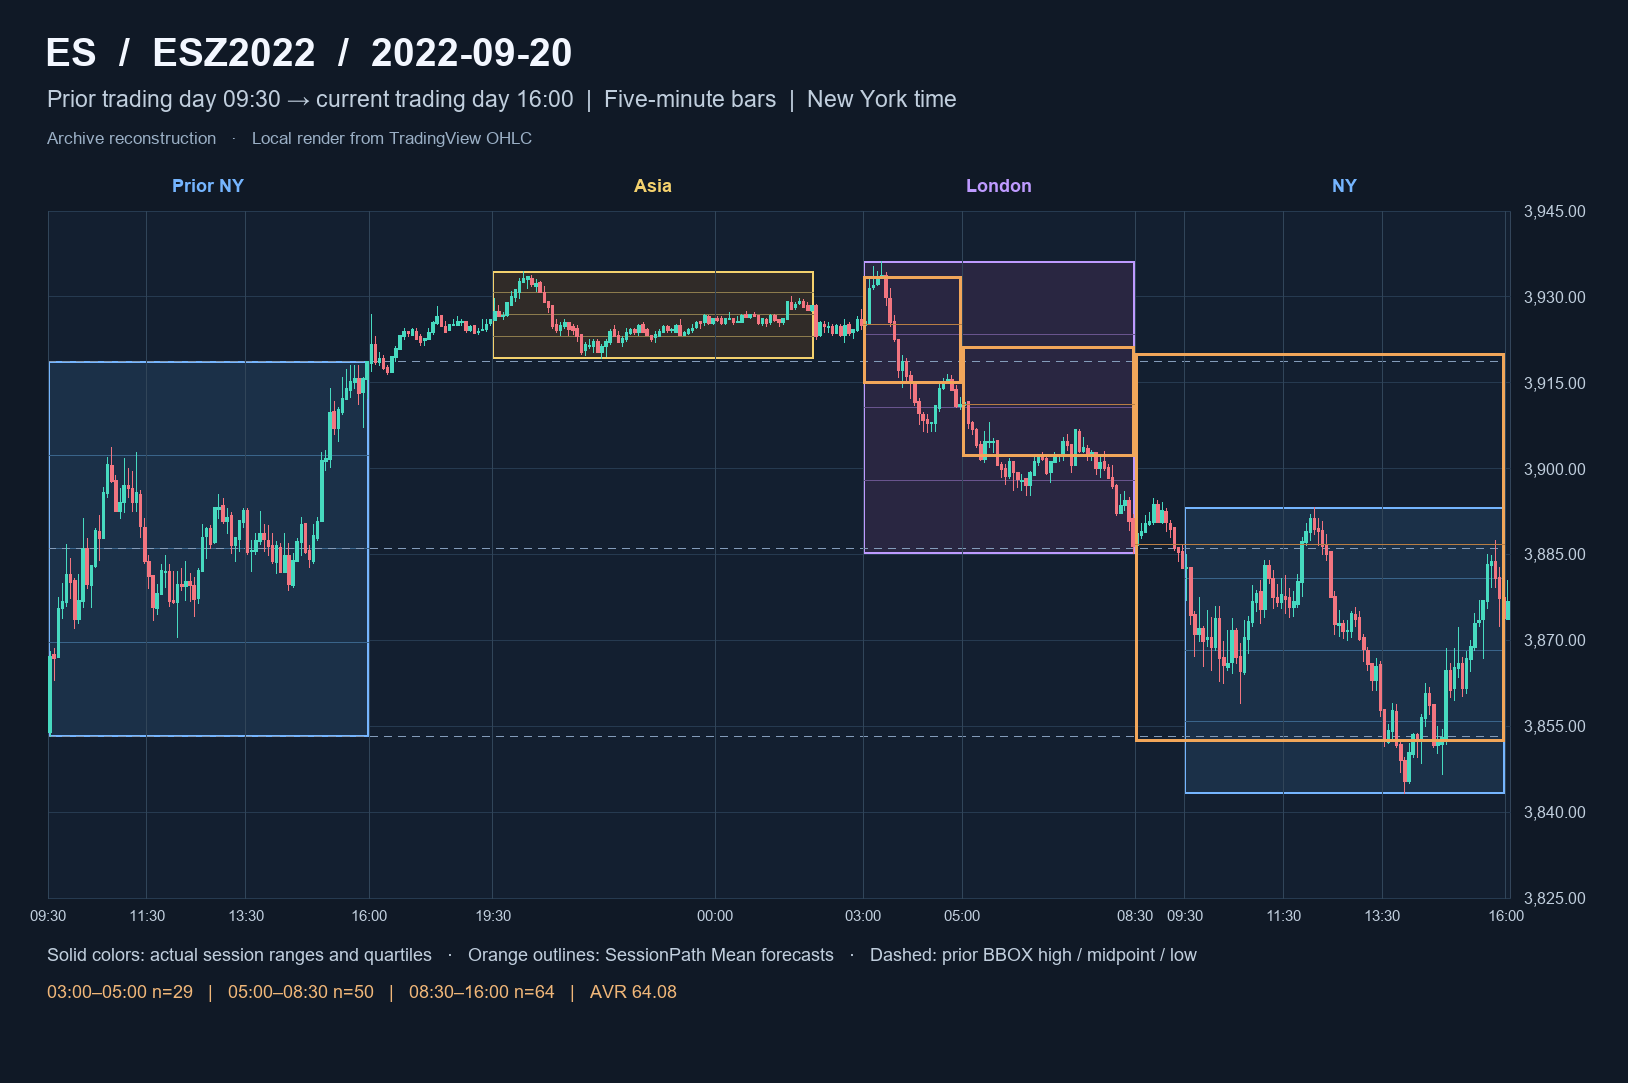 ES / ESZ2022 / 2022-09-20
Prior trading day 09:30 → current trading day 16:00 | Five-minute bars | New York time
Archive reconstruction · Local render from TradingView OHLC
Prior NY Asia London NY
3,945.00
3,930.00
3,915.00
3,900.00
3,885.00
3,870.00
3,855.00
3,840.00
3,825.00
09:30 11:30 13:30 16:00 19:30 00:00 03:00 05:00 08:30 09:30 11:30 13:30 16:00
Solid colors: actual session ranges and quartiles · Orange outlines: SessionPath Mean forecasts · Dashed: prior BBOX high / midpoint / low
03:00–05:00 n=29 | 05:00–08:30 n=50 | 08:30–16:00 n=64 | AVR 64.08